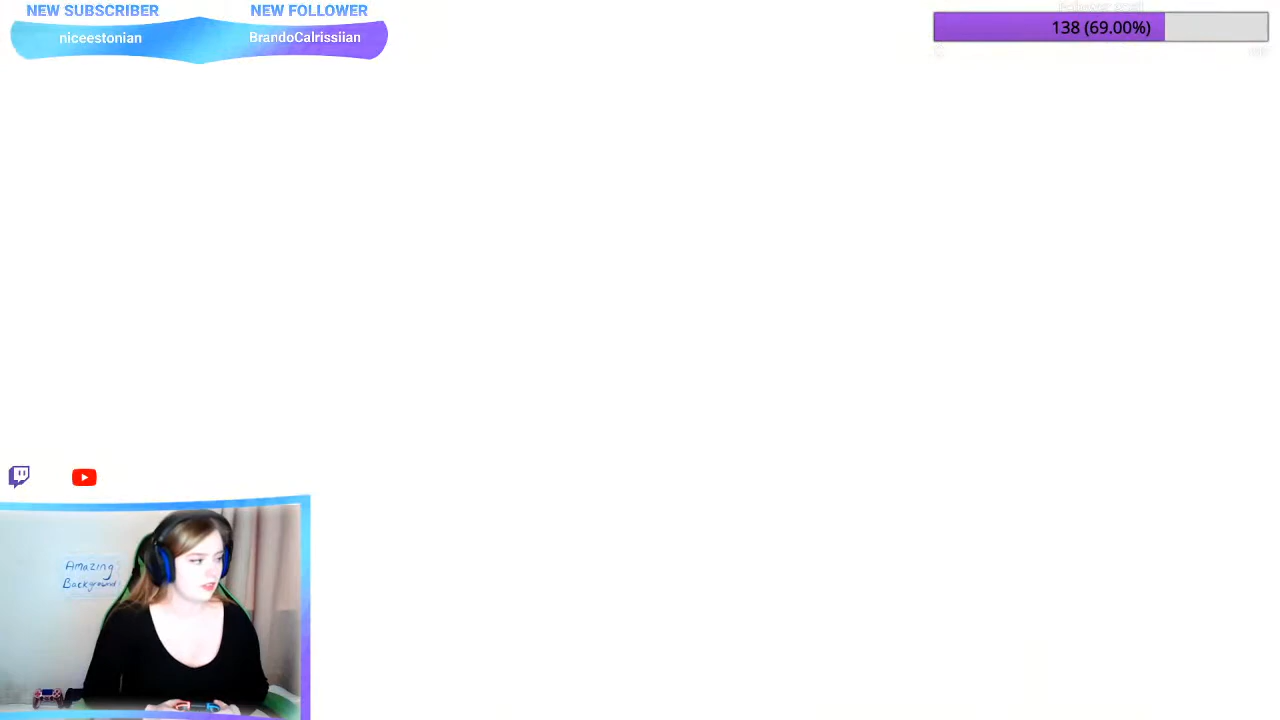 NEW SUBSCRIBER
NEW FOLLOWER
niceestonian
BrandoCalrissiian
138 (69.00%)
Amazing
Background